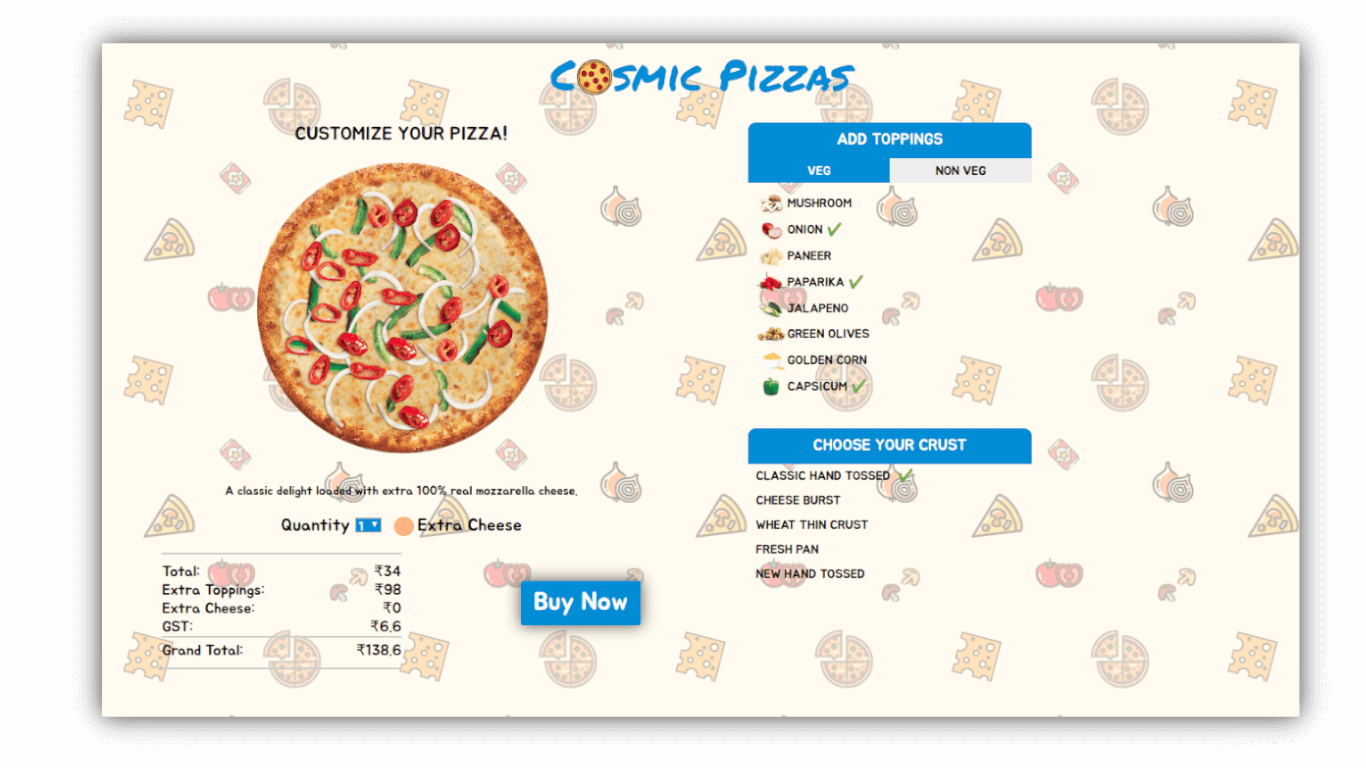 COSMIC PIZZAS
CUSTOMIZE YOUR PIZZA!
A classic delight loaded with extra 100% real mozzarella cheese.
Quantity 1 Extra Cheese
Total: ₹34
Extra Toppings: ₹98
Extra Cheese: ₹0
GST: ₹6.6
Grand Total: ₹138.6
Buy Now
ADD TOPPINGS
VEG NON VEG
MUSHROOM
ONION
PANEER
PAPARIKA
JALAPENO
GREEN OLIVES
GOLDEN CORN
CAPSICUM
CHOOSE YOUR CRUST
CLASSIC HAND TOSSED
CHEESE BURST
WHEAT THIN CRUST
FRESH PAN
NEW HAND TOSSED